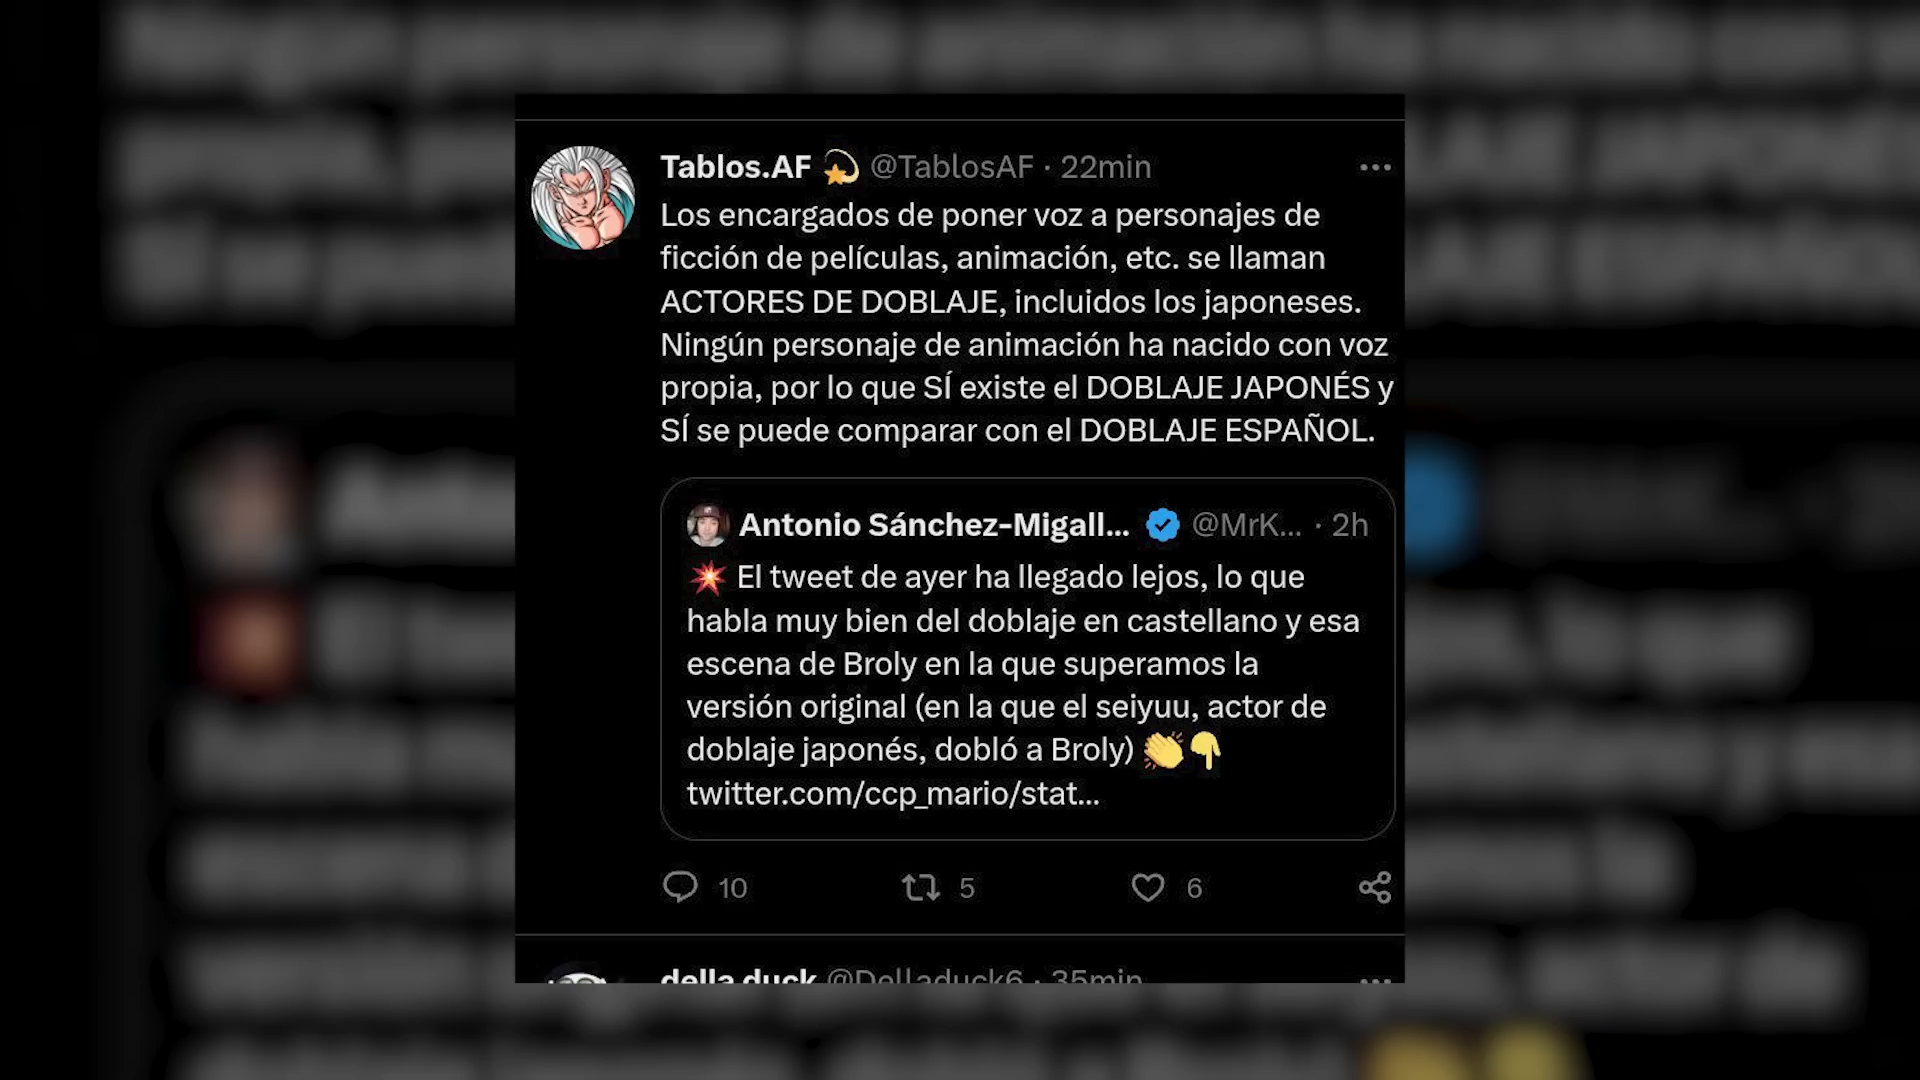 Tablos.AF 💫 @TablosAF · 22min
Los encargados de poner voz a personajes de
ficción de películas, animación, etc. se llaman
ACTORES DE DOBLAJE, incluidos los japoneses.
Ningún personaje de animación ha nacido con voz
propia, por lo que SÍ existe el DOBLAJE JAPONÉS y
SÍ se puede comparar con el DOBLAJE ESPAÑOL.
Antonio Sánchez-Migall... @MrK... · 2h
💥 El tweet de ayer ha llegado lejos, lo que
habla muy bien del doblaje en castellano y esa
escena de Broly en la que superamos la
versión original (en la que el seiyuu, actor de
doblaje japonés, dobló a Broly) 👏👇
twitter.com/ccp_mario/stat...
10 5 6
della duck @Delladuck6 · 35min